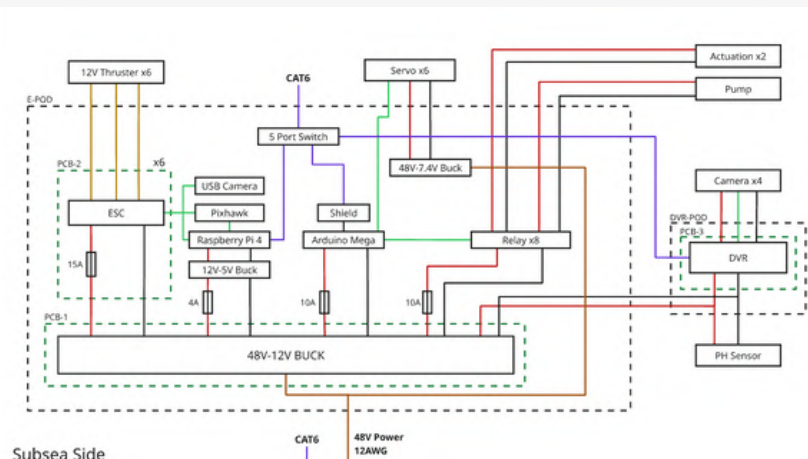 12V Thruster x6
CAT6
Servo x6
Actuation x2
Pump
E-POD
5 Port Switch
PCB-2
x6
48V-7.4V Buck
USB Camera
Camera x4
ESC
Pixhawk
Shield
DVR-POD
PCB-3
Raspberry Pi 4
Arduino Mega
Relay x8
DVR
15A
12V-5V Buck
4A
10A
10A
PCB-1
48V-12V BUCK
PH Sensor
CAT6
48V Power
12AWG
Subsea Side